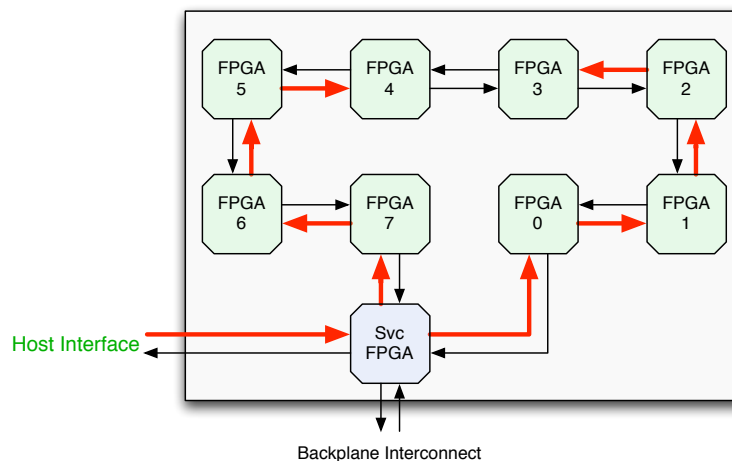 FPGA
5
FPGA
4
FPGA
3
FPGA
2
FPGA
6
FPGA
7
FPGA
0
FPGA
1
Svc
FPGA
Host Interface
Backplane Interconnect